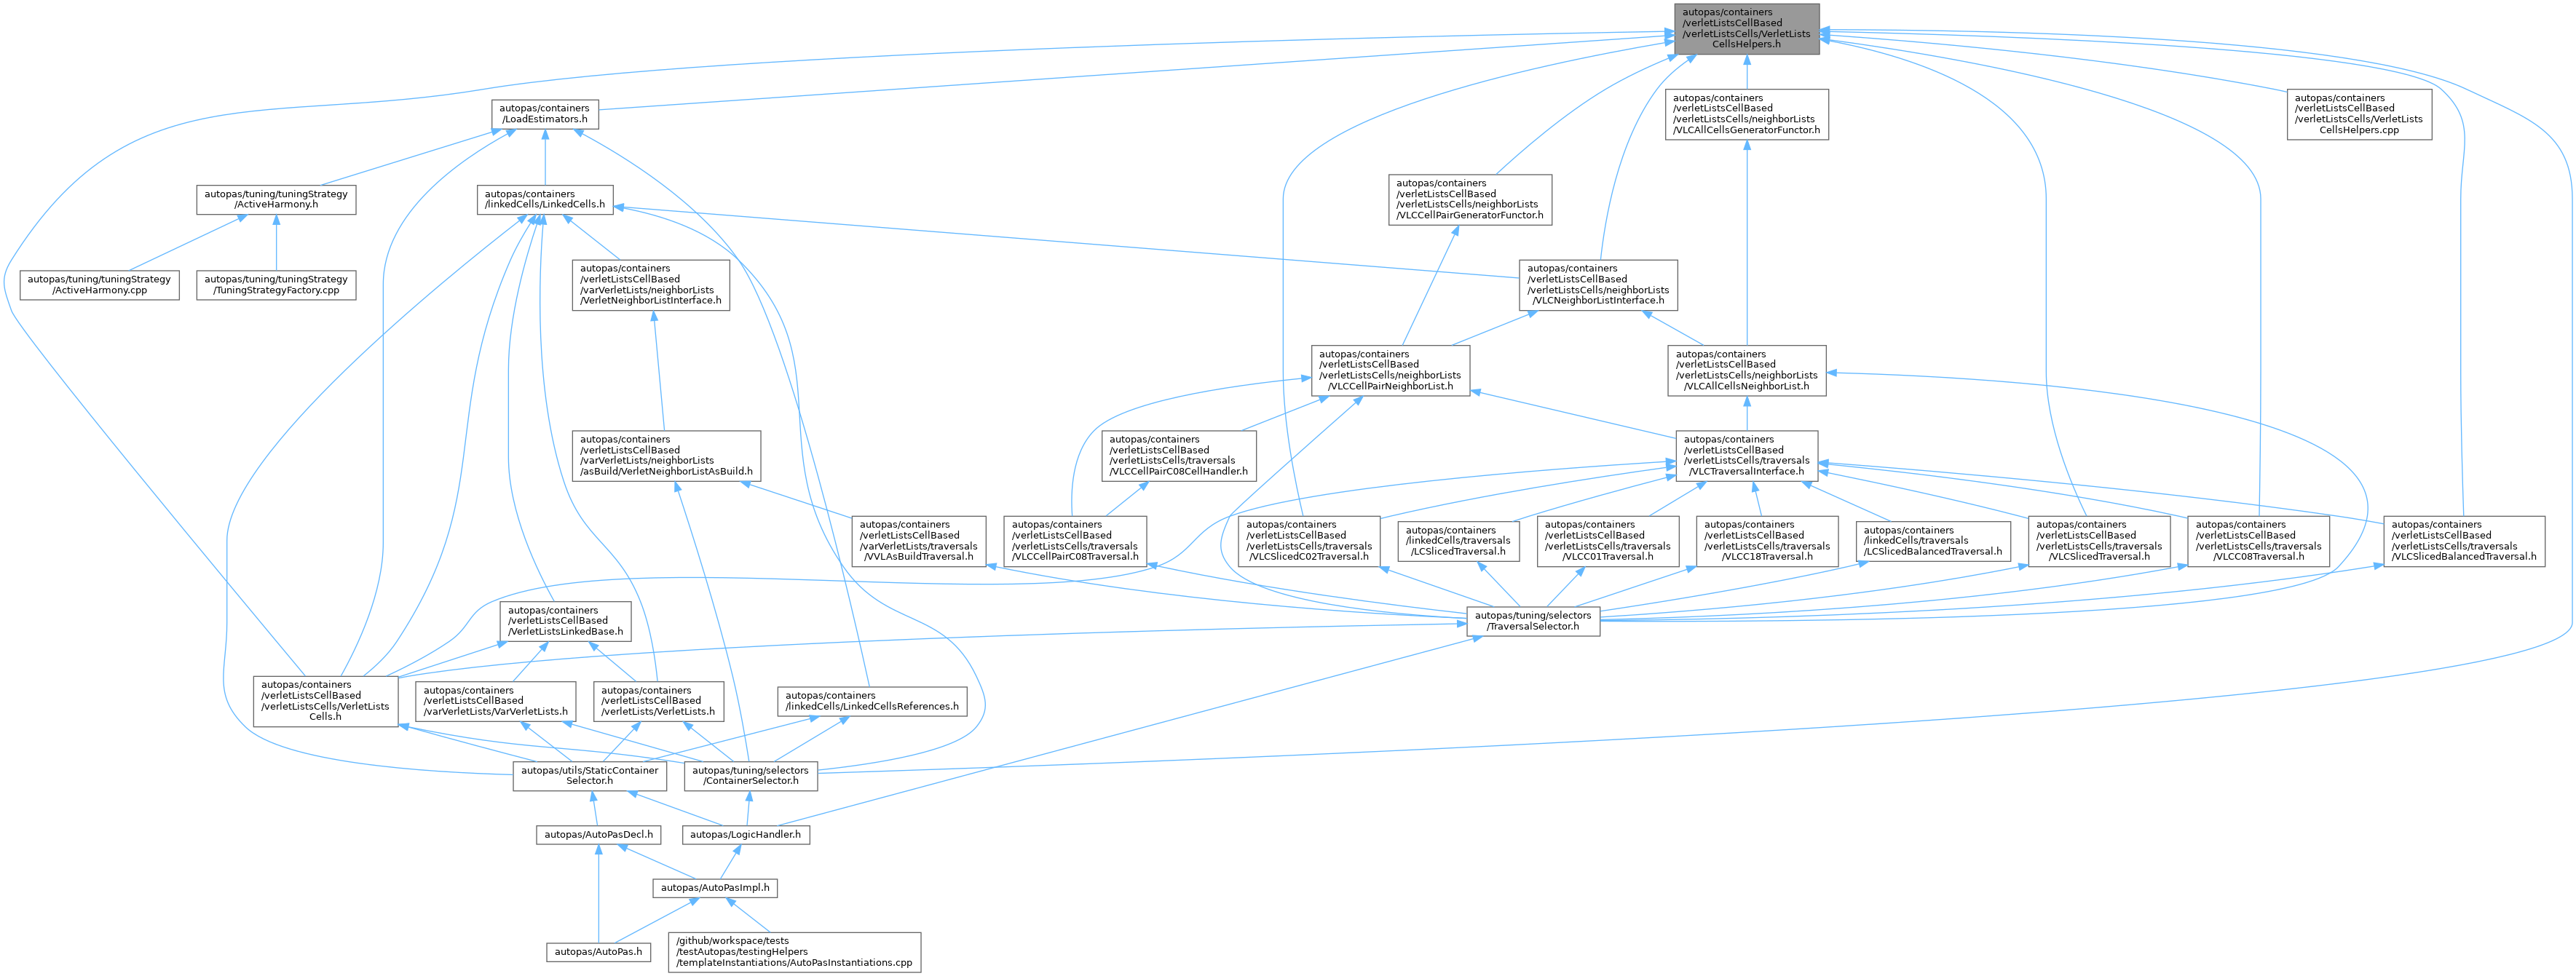 autopas/containers
/verletListsCellBased
/verletListsCells/VerletLists
CellsHelpers.h
autopas/containers
/LoadEstimators.h
autopas/containers
/verletListsCellBased
/verletListsCells/neighborLists
/VLCAllCellsGeneratorFunctor.h
autopas/containers
/verletListsCellBased
/verletListsCells/VerletLists
CellsHelpers.cpp
autopas/tuning/tuningStrategy
/ActiveHarmony.h
autopas/containers
/linkedCells/LinkedCells.h
autopas/containers
/verletListsCellBased
/verletListsCells/neighborLists
/VLCCellPairGeneratorFunctor.h
autopas/tuning/tuningStrategy
/ActiveHarmony.cpp
autopas/tuning/tuningStrategy
/TuningStrategyFactory.cpp
autopas/containers
/verletListsCellBased
/varVerletLists/neighborLists
/VerletNeighborListInterface.h
autopas/containers
/verletListsCellBased
/verletListsCells/neighborLists
/VLCNeighborListInterface.h
autopas/containers
/verletListsCellBased
/verletListsCells/neighborLists
/VLCCellPairNeighborList.h
autopas/containers
/verletListsCellBased
/verletListsCells/neighborLists
/VLCAllCellsNeighborList.h
autopas/containers
/verletListsCellBased
/varVerletLists/neighborLists
/asBuild/VerletNeighborListAsBuild.h
autopas/containers
/verletListsCellBased
/verletListsCells/traversals
/VLCCellPairC08CellHandler.h
autopas/containers
/verletListsCellBased
/verletListsCells/traversals
/VLCTraversalInterface.h
autopas/containers
/verletListsCellBased
/varVerletLists/traversals
/VVLAsBuildTraversal.h
autopas/containers
/verletListsCellBased
/verletListsCells/traversals
/VLCCellPairC08Traversal.h
autopas/containers
/verletListsCellBased
/verletListsCells/traversals
/VLCSlicedC02Traversal.h
autopas/containers
/linkedCells/traversals
/LCSlicedTraversal.h
autopas/containers
/verletListsCellBased
/verletListsCells/traversals
/VLCC01Traversal.h
autopas/containers
/verletListsCellBased
/verletListsCells/traversals
/VLCC18Traversal.h
autopas/containers
/linkedCells/traversals
/LCSlicedBalancedTraversal.h
autopas/containers
/verletListsCellBased
/verletListsCells/traversals
/VLCSlicedTraversal.h
autopas/containers
/verletListsCellBased
/verletListsCells/traversals
/VLCC08Traversal.h
autopas/containers
/verletListsCellBased
/verletListsCells/traversals
/VLCSlicedBalancedTraversal.h
autopas/containers
/verletListsCellBased
/VerletListsLinkedBase.h
autopas/tuning/selectors
/TraversalSelector.h
autopas/containers
/verletListsCellBased
/verletListsCells/VerletLists
Cells.h
autopas/containers
/verletListsCellBased
/varVerletLists/VarVerletLists.h
autopas/containers
/verletListsCellBased
/verletLists/VerletLists.h
autopas/containers
/linkedCells/LinkedCellsReferences.h
autopas/utils/StaticContainer
Selector.h
autopas/tuning/selectors
/ContainerSelector.h
autopas/AutoPasDecl.h
autopas/LogicHandler.h
autopas/AutoPasImpl.h
autopas/AutoPas.h
/github/workspace/tests
/testAutopas/testingHelpers
/templateInstantiations/AutoPasInstantiations.cpp